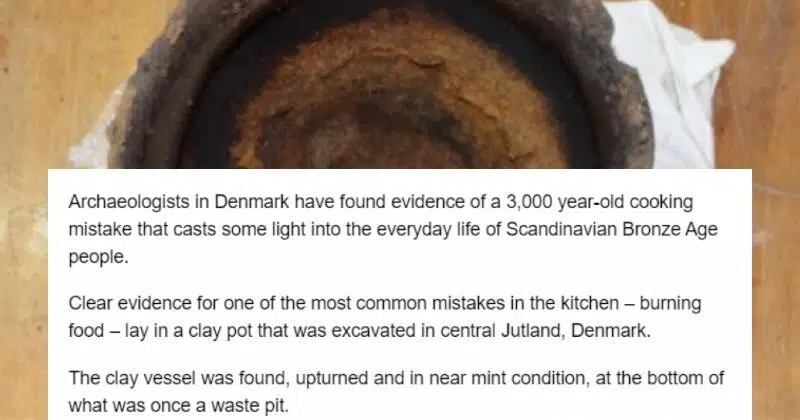 Archaeologists in Denmark have found evidence of a 3,000 year-old cooking
mistake that casts some light into the everyday life of Scandinavian Bronze Age
people.
Clear evidence for one of the most common mistakes in the kitchen – burning
food – lay in a clay pot that was excavated in central Jutland, Denmark.
The clay vessel was found, upturned and in near mint condition, at the bottom of
what was once a waste pit.